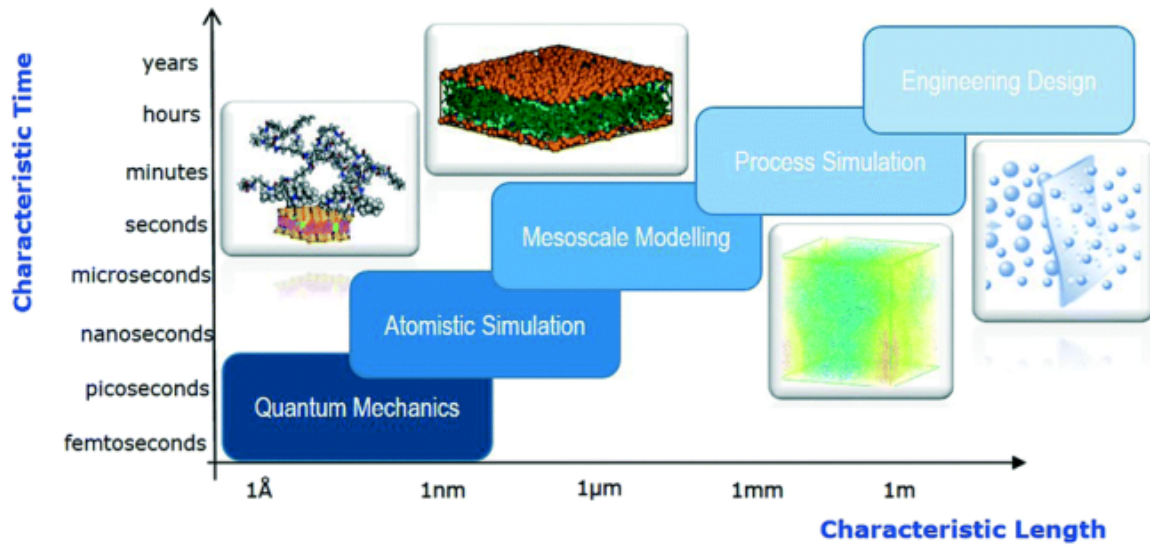 Characteristic Time
years
hours
minutes
seconds
microseconds
nanoseconds
picoseconds
femtoseconds
Engineering Design
Process Simulation
Mesoscale Modelling
Atomistic Simulation
Quantum Mechanics
1Å
1nm
1μm
1mm
1m
Characteristic Length